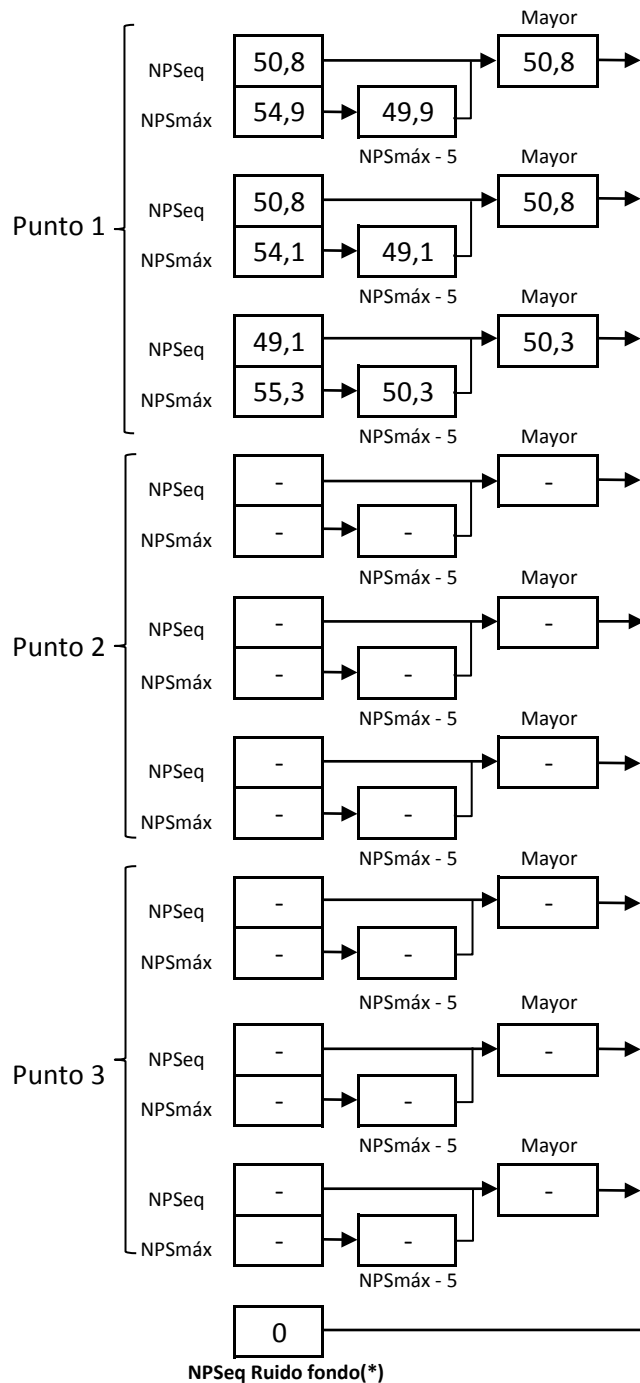 Mayor
NPSeq 50,8 50,8
NPSmáx 54,9 49,9
NPSmáx - 5
Mayor
Punto 1
NPSeq 50,8 50,8
NPSmáx 54,1 49,1
NPSmáx - 5
Mayor
NPSeq 49,1 50,3
NPSmáx 55,3 50,3
NPSmáx - 5
Mayor
NPSeq - -
NPSmáx - -
NPSmáx - 5
Mayor
Punto 2
NPSeq - -
NPSmáx - -
NPSmáx - 5
Mayor
NPSeq - -
NPSmáx - -
NPSmáx - 5
Mayor
NPSeq - -
NPSmáx - -
NPSmáx - 5
Mayor
Punto 3
NPSeq - -
NPSmáx - -
NPSmáx - 5
Mayor
NPSeq - -
NPSmáx - -
NPSmáx - 5
0
NPSeq Ruido fondo(*)